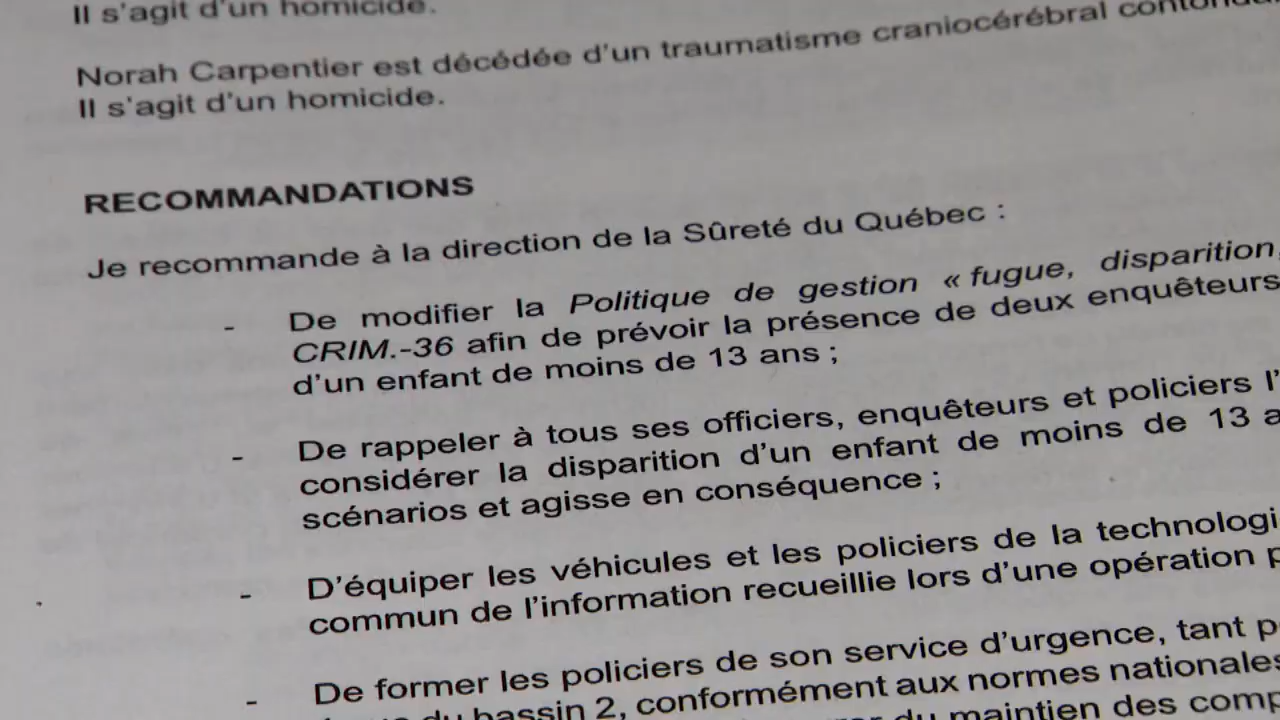 Il s'agit d'un homicide.
Norah Carpentier est décédée d'un traumatisme craniocérébral
Il s'agit d'un homicide.
RECOMMANDATIONS
Je recommande à la direction de la Sûreté du Québec :
- De modifier la Politique de gestion « fugue, disparition,
CRIM.-36 afin de prévoir la présence de deux enquêteurs
d'un enfant de moins de 13 ans ;
- De rappeler à tous ses officiers, enquêteurs et policiers l'
considérer la disparition d'un enfant de moins de 13
scénarios et agisse en conséquence ;
- D'équiper les véhicules et les policiers de la technologi
commun de l'information recueillie lors d'une opération
- De former les policiers de son service d'urgence, tant
du bassin 2, conformément aux normes nationales
du maintien des